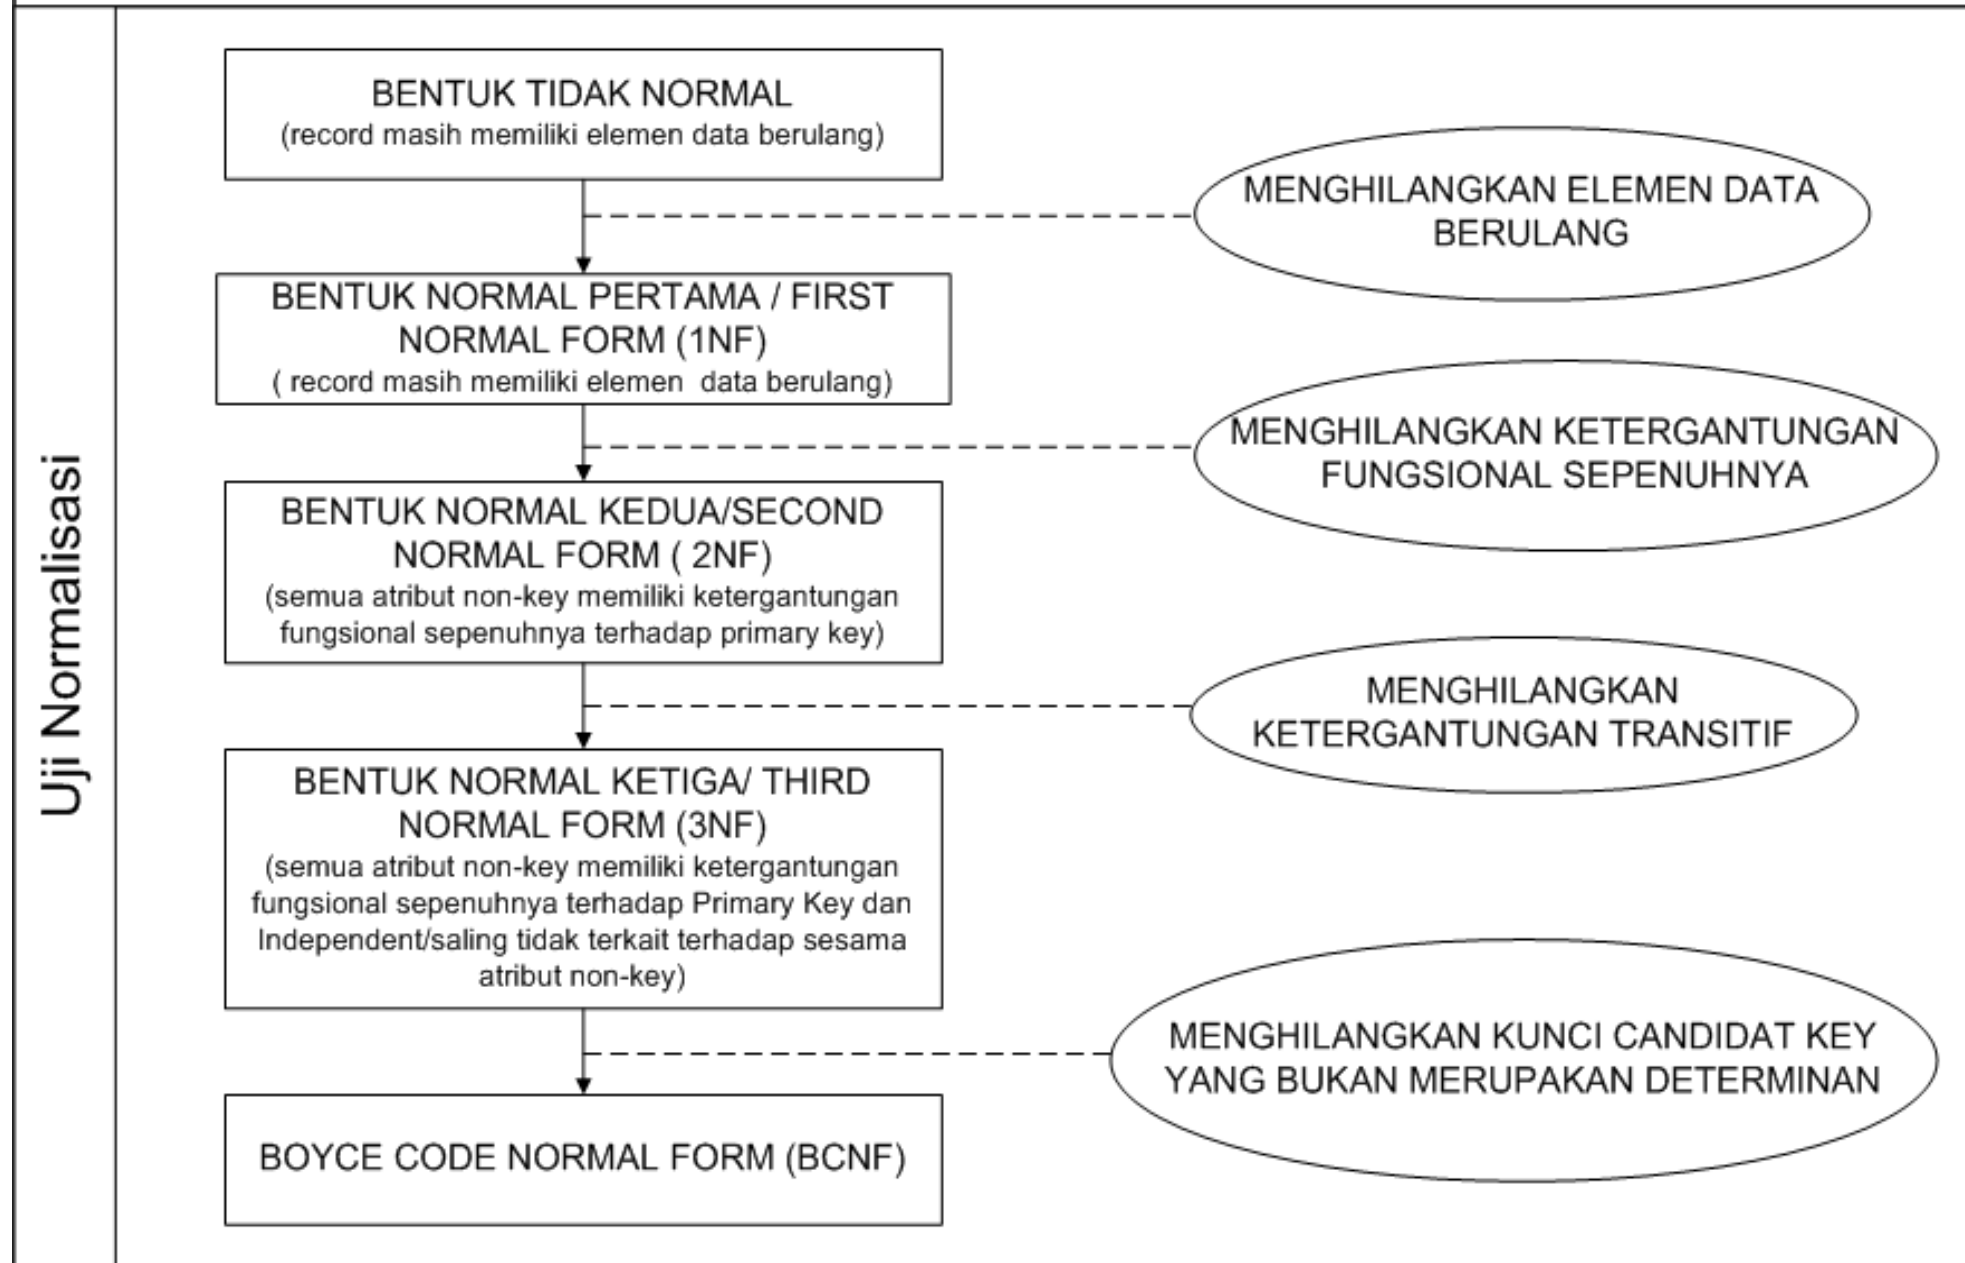 Uji Normalisasi
BENTUK TIDAK NORMAL
(record masih memiliki elemen data berulang)
MENGHILANGKAN ELEMEN DATA
BERULANG
BENTUK NORMAL PERTAMA / FIRST
NORMAL FORM (1NF)
( record masih memiliki elemen  data berulang)
MENGHILANGKAN KETERGANTUNGAN
FUNGSIONAL SEPENUHNYA
BENTUK NORMAL KEDUA/SECOND
NORMAL FORM ( 2NF)
(semua atribut non-key memiliki ketergantungan
fungsional sepenuhnya terhadap primary key)
MENGHILANGKAN
KETERGANTUNGAN TRANSITIF
BENTUK NORMAL KETIGA/ THIRD
NORMAL FORM (3NF)
(semua atribut non-key memiliki ketergantungan
fungsional sepenuhnya terhadap Primary Key dan
Independent/saling tidak terkait terhadap sesama
atribut non-key)
MENGHILANGKAN KUNCI CANDIDAT KEY
YANG BUKAN MERUPAKAN DETERMINAN
BOYCE CODE NORMAL FORM (BCNF)